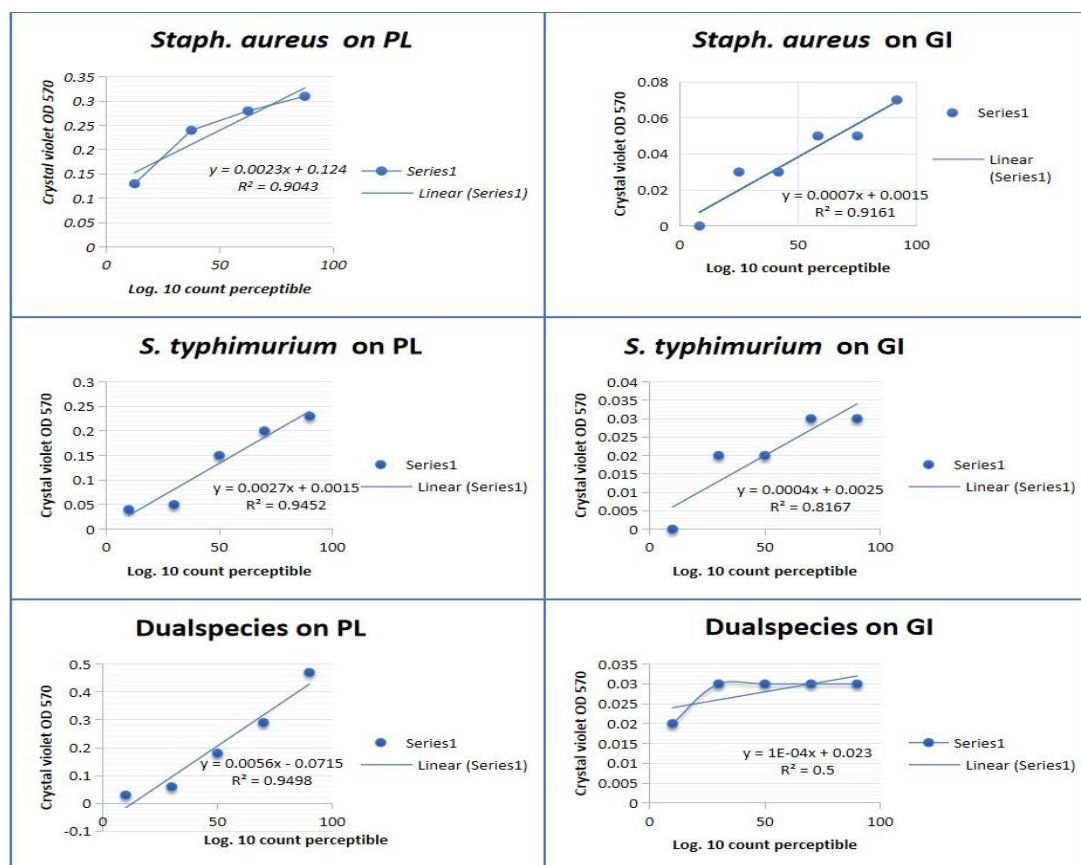 Staph. aureus on PL
Crystal violet OD 570
0.35
0.3
0.25
0.2
0.15
0.1
0.05
0
y = 0.0023x + 0.124
R² = 0.9043
Series1
Linear (Series1)
0 50 100
Log. 10 count perceptible
Staph. aureus on GI
Crystal violet OD 570
0.08
0.06
0.04
0.02
0
y = 0.0007x + 0.0015
R² = 0.9161
Series1
Linear
(Series1)
0 50 100
Log. 10 count perceptible
S. typhimurium on PL
Crystal violet OD 570
0.3
0.25
0.2
0.15
0.1
0.05
0
y = 0.0027x + 0.0015
R² = 0.9452
Series1
Linear (Series1)
0 50 100
Log. 10 count perceptible
S. typhimurium on GI
Crystal violet OD 570
0.04
0.035
0.03
0.025
0.02
0.015
0.01
0.005
0
y = 0.0004x + 0.0025
R² = 0.8167
Series1
Linear (Series1)
0 50 100
Log. 10 count perceptible
Dualspecies on PL
Crystal violet OD 570
0.5
0.4
0.3
0.2
0.1
0
-0.1
y = 0.0056x - 0.0715
R² = 0.9498
Series1
Linear (Series1)
0 50 100
Log. 10 count perceptible
Dualspecies on GI
Crystal violet OD 570
0.035
0.03
0.025
0.02
0.015
0.01
0.005
0
y = 1E-04x + 0.023
R² = 0.5
Series1
Linear (Series1)
0 50 100
Log. 10 count perceptible